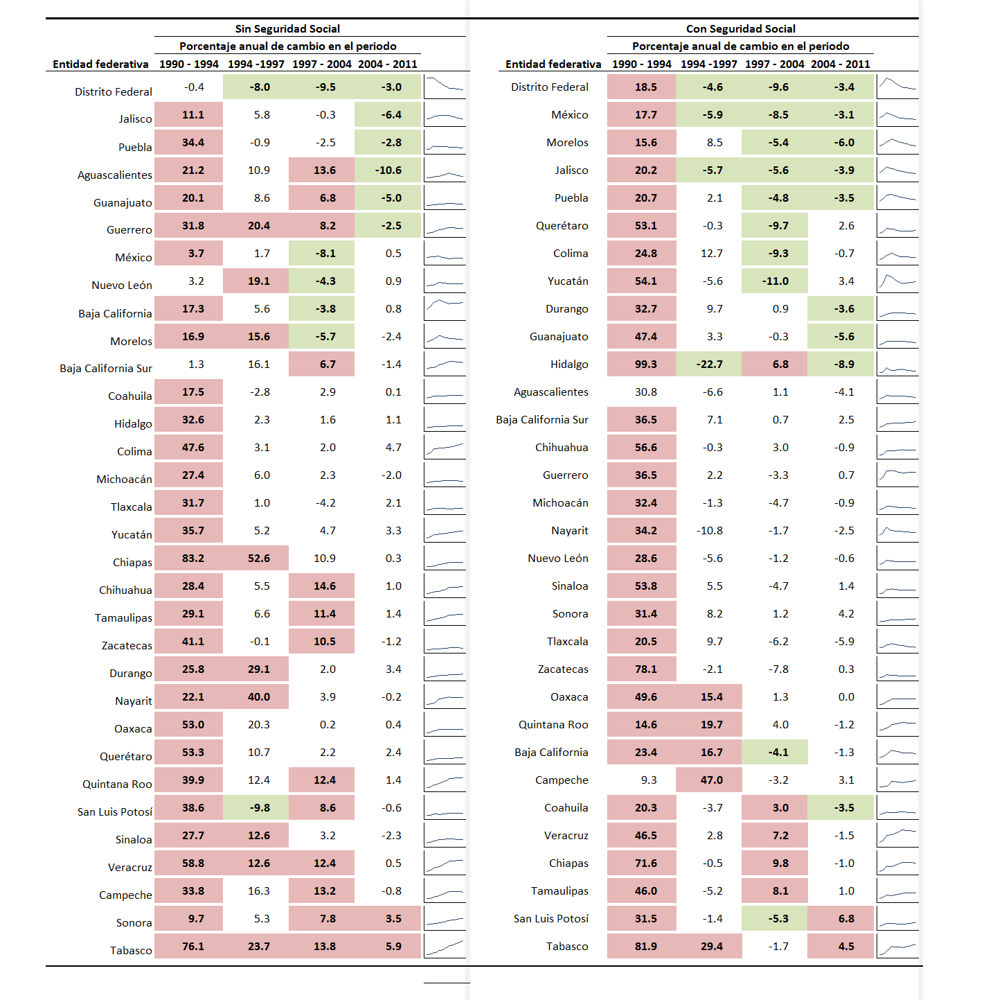 Sin Seguridad Social Con Seguridad Social
Porcentaje anual de cambio en el periodo Porcentaje anual de cambio en el periodo
Entidad federativa 1990 - 1994 1994 -1997 1997 - 2004 2004 - 2011 Entidad federativa 1990 - 1994 1994 -1997 1997 - 2004 2004 - 2011
Distrito Federal -0.4 -8.0 -9.5 -3.0 Distrito Federal 18.5 -4.6 -9.6 -3.4
Jalisco 11.1 5.8 -0.3 -6.4 México 17.7 -5.9 -8.5 -3.1
Puebla 34.4 -0.9 -2.5 -2.8 Morelos 15.6 8.5 -5.4 -6.0
Aguascalientes 21.2 10.9 13.6 -10.6 Jalisco 20.2 -5.7 -5.6 -3.9
Guanajuato 20.1 8.6 6.8 -5.0 Puebla 20.7 2.1 -4.8 -3.5
Guerrero 31.8 20.4 8.2 -2.5 Querétaro 53.1 -0.3 -9.7 2.6
México 3.7 1.7 -8.1 0.5 Colima 24.8 12.7 -9.3 -0.7
Nuevo León 3.2 19.1 -4.3 0.9 Yucatán 54.1 -5.6 -11.0 3.4
Baja California 17.3 5.6 -3.8 0.8 Durango 32.7 9.7 0.9 -3.6
Morelos 16.9 15.6 -5.7 -2.4 Guanajuato 47.4 3.3 -0.3 -5.6
Baja California Sur 1.3 16.1 6.7 -1.4 Hidalgo 99.3 -22.7 6.8 -8.9
Coahuila 17.5 -2.8 2.9 0.1 Aguascalientes 30.8 -6.6 1.1 -4.1
Hidalgo 32.6 2.3 1.6 1.1 Baja California Sur 36.5 7.1 0.7 2.5
Colima 47.6 3.1 2.0 4.7 Chihuahua 56.6 -0.3 3.0 -0.9
Michoacán 27.4 6.0 2.3 -2.0 Guerrero 36.5 2.2 -3.3 0.7
Tlaxcala 31.7 1.0 -4.2 2.1 Michoacán 32.4 -1.3 -4.7 -0.9
Yucatán 35.7 5.2 4.7 3.3 Nayarit 34.2 -10.8 -1.7 -2.5
Chiapas 83.2 52.6 10.9 0.3 Nuevo León 28.6 -5.6 -1.2 -0.6
Chihuahua 28.4 5.5 14.6 1.0 Sinaloa 53.8 5.5 -4.7 1.4
Tamaulipas 29.1 6.6 11.4 1.4 Sonora 31.4 8.2 1.2 4.2
Zacatecas 41.1 -0.1 10.5 -1.2 Tlaxcala 20.5 9.7 -6.2 -5.9
Durango 25.8 29.1 2.0 3.4 Zacatecas 78.1 -2.1 -7.8 0.3
Nayarit 22.1 40.0 3.9 -0.2 Oaxaca 49.6 15.4 1.3 0.0
Oaxaca 53.0 20.3 0.2 0.4 Quintana Roo 14.6 19.7 4.0 -1.2
Querétaro 53.3 10.7 2.2 2.4 Baja California 23.4 16.7 -4.1 -1.3
Quintana Roo 39.9 12.4 12.4 1.4 Campeche 9.3 47.0 -3.2 3.1
San Luis Potosí 38.6 -9.8 8.6 -0.6 Coahuila 20.3 -3.7 3.0 -3.5
Sinaloa 27.7 12.6 3.2 -2.3 Veracruz 46.5 2.8 7.2 -1.5
Veracruz 58.8 12.6 12.4 0.5 Chiapas 71.6 -0.5 9.8 -1.0
Campeche 33.8 16.3 13.2 -0.8 Tamaulipas 46.0 -5.2 8.1 1.0
Sonora 9.7 5.3 7.8 3.5 San Luis Potosí 31.5 -1.4 -5.3 6.8
Tabasco 76.1 23.7 13.8 5.9 Tabasco 81.9 29.4 -1.7 4.5